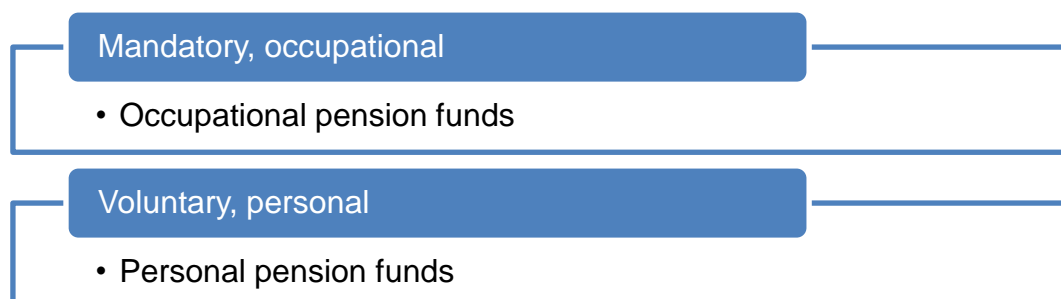 Mandatory, occupational
• Occupational pension funds
Voluntary, personal
• Personal pension funds